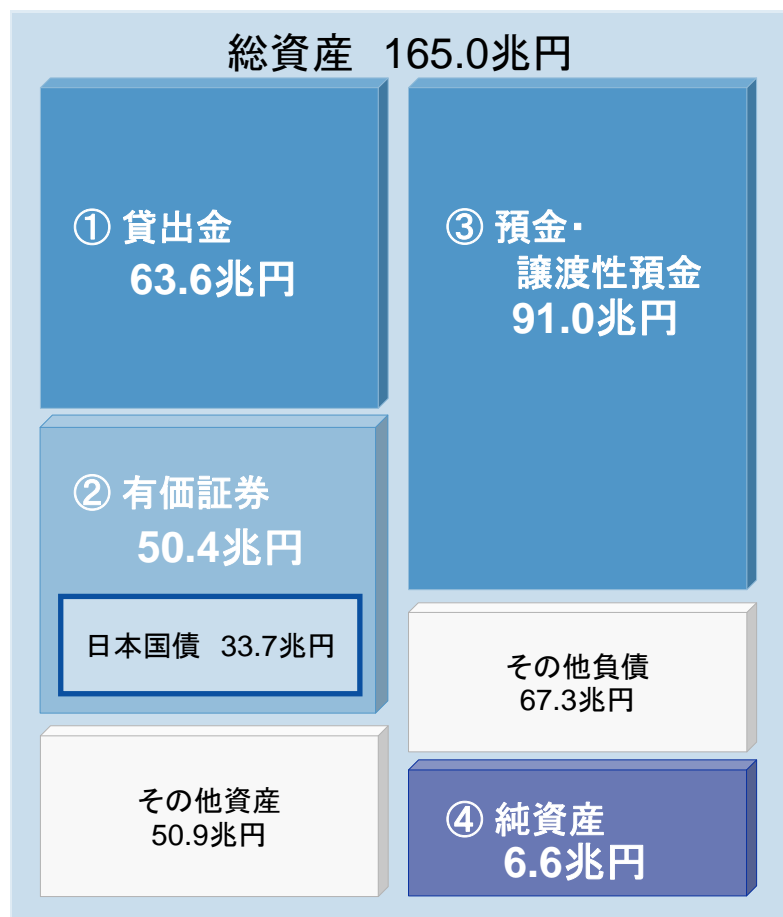 総資産 165.0兆円
① 貸出金
63.6兆円
② 有価証券
50.4兆円
日本国債 33.7兆円
その他資産
50.9兆円
③ 預金・
譲渡性預金
91.0兆円
その他負債
67.3兆円
④ 純資産
6.6兆円